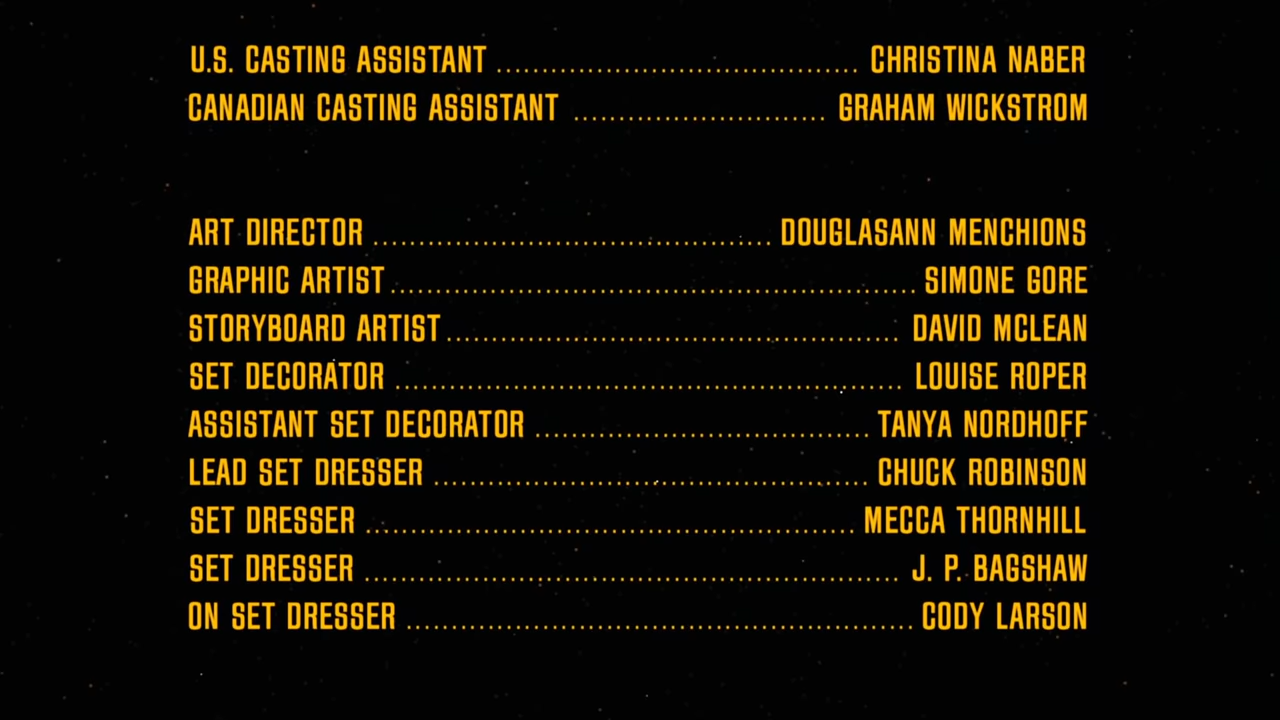 U.S. CASTING ASSISTANT ........................................ CHRISTINA NABER
CANADIAN CASTING ASSISTANT ............................ GRAHAM WICKSTROM
ART DIRECTOR ............................................ DOUGLASANN MENCHIONS
GRAPHIC ARTIST .......................................................... SIMONE GORE
STORYBOARD ARTIST .................................................. DAVID MCLEAN
SET DECORATOR ........................................................ LOUISE ROPER
ASSISTANT SET DECORATOR ..................................... TANYA NORDHOFF
LEAD SET DRESSER ................................................ CHUCK ROBINSON
SET DRESSER ...................................................... MECCA THORNHILL
SET DRESSER ........................................................... J. P. BAGSHAW
ON SET DRESSER ........................................................ CODY LARSON